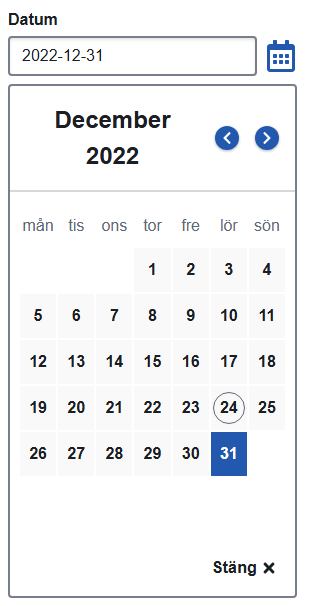 Datum
2022-12-31
December
2022
mån tis ons tor fre lör sön
1 2 3 4
5 6 7 8 9 10 11
12 13 14 15 16 17 18
19 20 21 22 23 24 25
26 27 28 29 30 31
Stäng